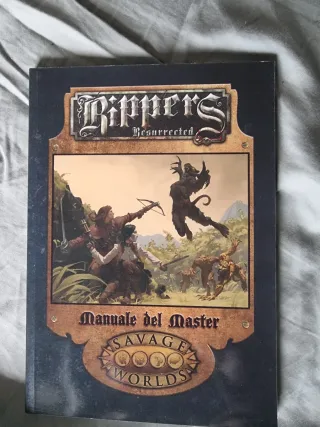 Rippers
Resurrected
Manuale del Master
SAVAGE
WORLDS